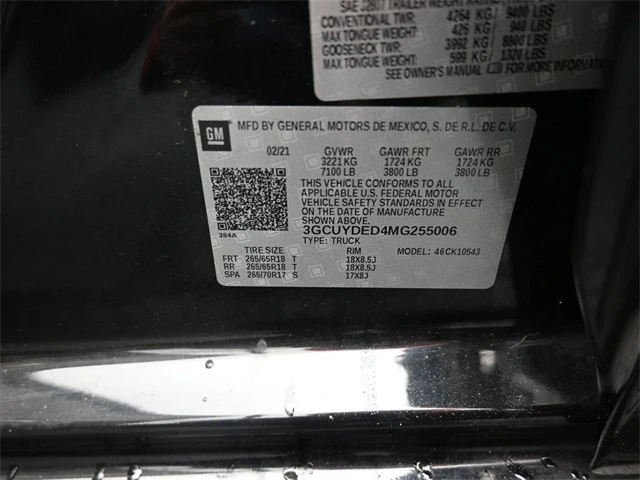 SAE J2807 TRAILER WEIGHT RATING
CONVENTIONAL TWR: 4264 KG / 9400 LBS
MAX TONGUE WEIGHT: 426 KG / 940 LBS
GOOSENECK TWR: 3992 KG / 8800 LBS
MAX TONGUE WEIGHT: 599 KG / 1320 LBS
SEE OWNER'S MANUAL FOR MORE INFORMATION
GM
MFD BY GENERAL MOTORS DE MEXICO, S. DE R.L. DE C.V.
02/21 GVWR GAWR FRT GAWR RR
3221 KG 1724 KG 1724 KG
7100 LB 3800 LB 3800 LB
THIS VEHICLE CONFORMS TO ALL
APPLICABLE U.S. FEDERAL MOTOR
VEHICLE SAFETY STANDARDS IN EFFECT
ON THE DATE OF MANUFACTURE
SHOWN ABOVE.
384A
3GCUYDED4MG255006
TYPE: TRUCK MODEL: 46CK10543
TIRE SIZE RIM
FRT 265/65R18 T 18X8.5J
RR 265/65R18 T 18X8.5J
SPA 265/70R17 S 17X8J